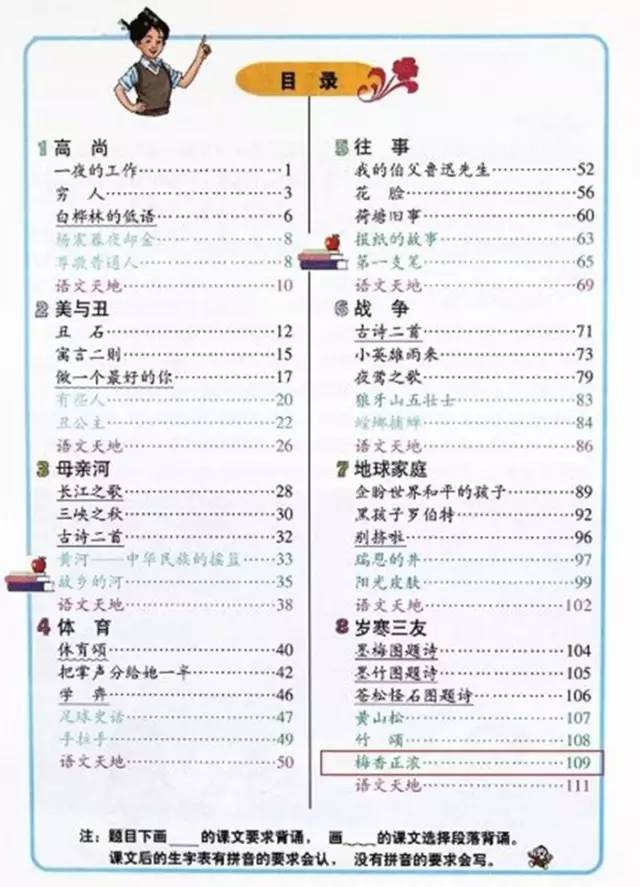 目 录
1 高 尚
一夜的工作……1
穷 人……3
白桦林的低语……6
杨震暮夜却金……8
尊敬普通人……8
语文天地……10
2 美与丑
丑 石……12
寓言二则……15
做一个最好的你……17
有些人……20
丑公主……22
语文天地……26
3 母亲河
长江之歌……28
三峡之秋……30
古诗二首……32
黄河——中华民族的摇篮……33
故乡的河……35
语文天地……38
4 体 育
体育颂……40
把掌声分给她一半……42
学 弈……46
足球史话……47
手拉手……49
语文天地……50
5 往 事
我的伯父鲁迅先生……52
花 脸……56
荷塘旧事……60
报纸的故事……63
第一支笔……65
语文天地……69
6 战 争
古诗二首……71
小英雄雨来……73
夜莺之歌……79
狼牙山五壮士……83
螳螂捕蝉……84
语文天地……86
7 地球家庭
企盼世界和平的孩子……89
黑孩子罗伯特……92
别挤啦……96
瑞恩的井……97
阳光皮肤……99
语文天地……102
8 岁寒三友
墨梅图题诗……104
墨竹图题诗……105
苍松怪石图题诗……106
黄山松……107
竹 颂……108
梅香正浓……109
语文天地……111
注：题目下画____的课文要求背诵，画﹏﹏的课文选择段落背诵。
课文后的生字表有拼音的要求会认，没有拼音的要求会写。